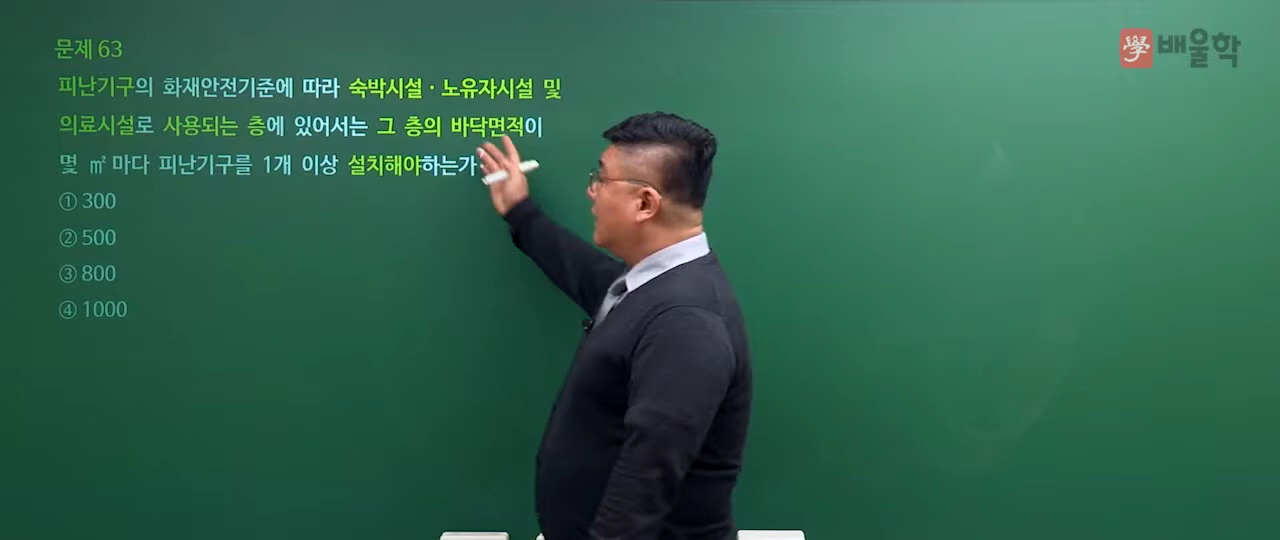 문제 63
피난기구의 화재안전기준에 따라 숙박시설 · 노유자시설 및
의료시설로 사용되는 층에 있어서는 그 층의 바닥면적이
몇 ㎡마다 피난기구를 1개 이상 설치해야하는가
① 300
② 500
③ 800
④ 1000
學 배울학